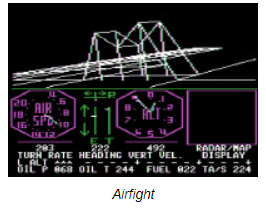 AIR
SPD
ALT
203 222 492 RADAR/MAP
TURN RATE HEADING VERT VEL. DISPLAY
OIL P 068 OIL T 244 FUEL 022 TA/S 224
Airfight